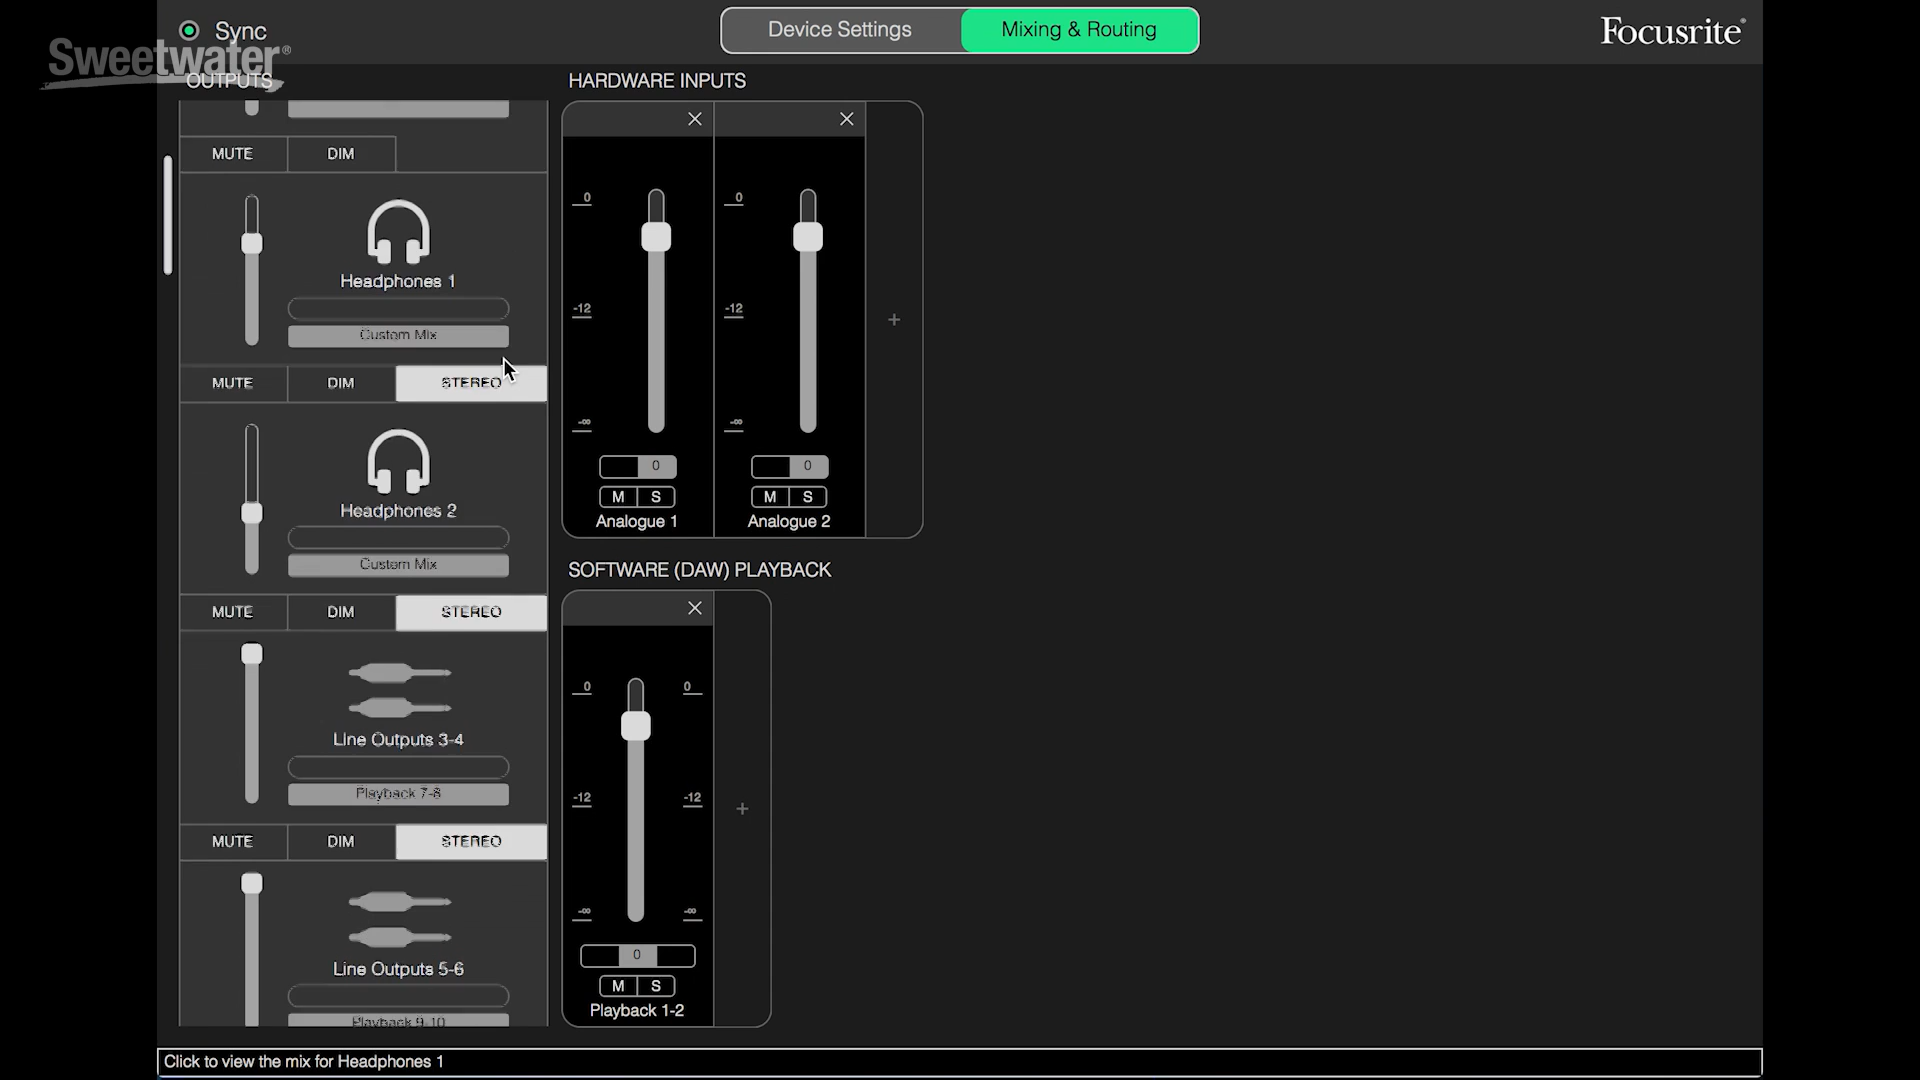 Sync
Device Settings
Mixing & Routing
Focusrite®
Sweetwater®
OUTPUTS
MUTE
DIM
Headphones 1
Custom Mix
MUTE
DIM
STEREO
Headphones 2
Custom Mix
MUTE
DIM
STEREO
Line Outputs 3-4
Playback 7-8
MUTE
DIM
STEREO
Line Outputs 5-6
Playback 9-10
HARDWARE INPUTS
0
-12
-∞
0
M S
Analogue 1
0
-12
-∞
0
M S
Analogue 2
+
SOFTWARE (DAW) PLAYBACK
0 0
-12 -12
-∞ -∞
0
M S
Playback 1-2
+
Click to view the mix for Headphones 1